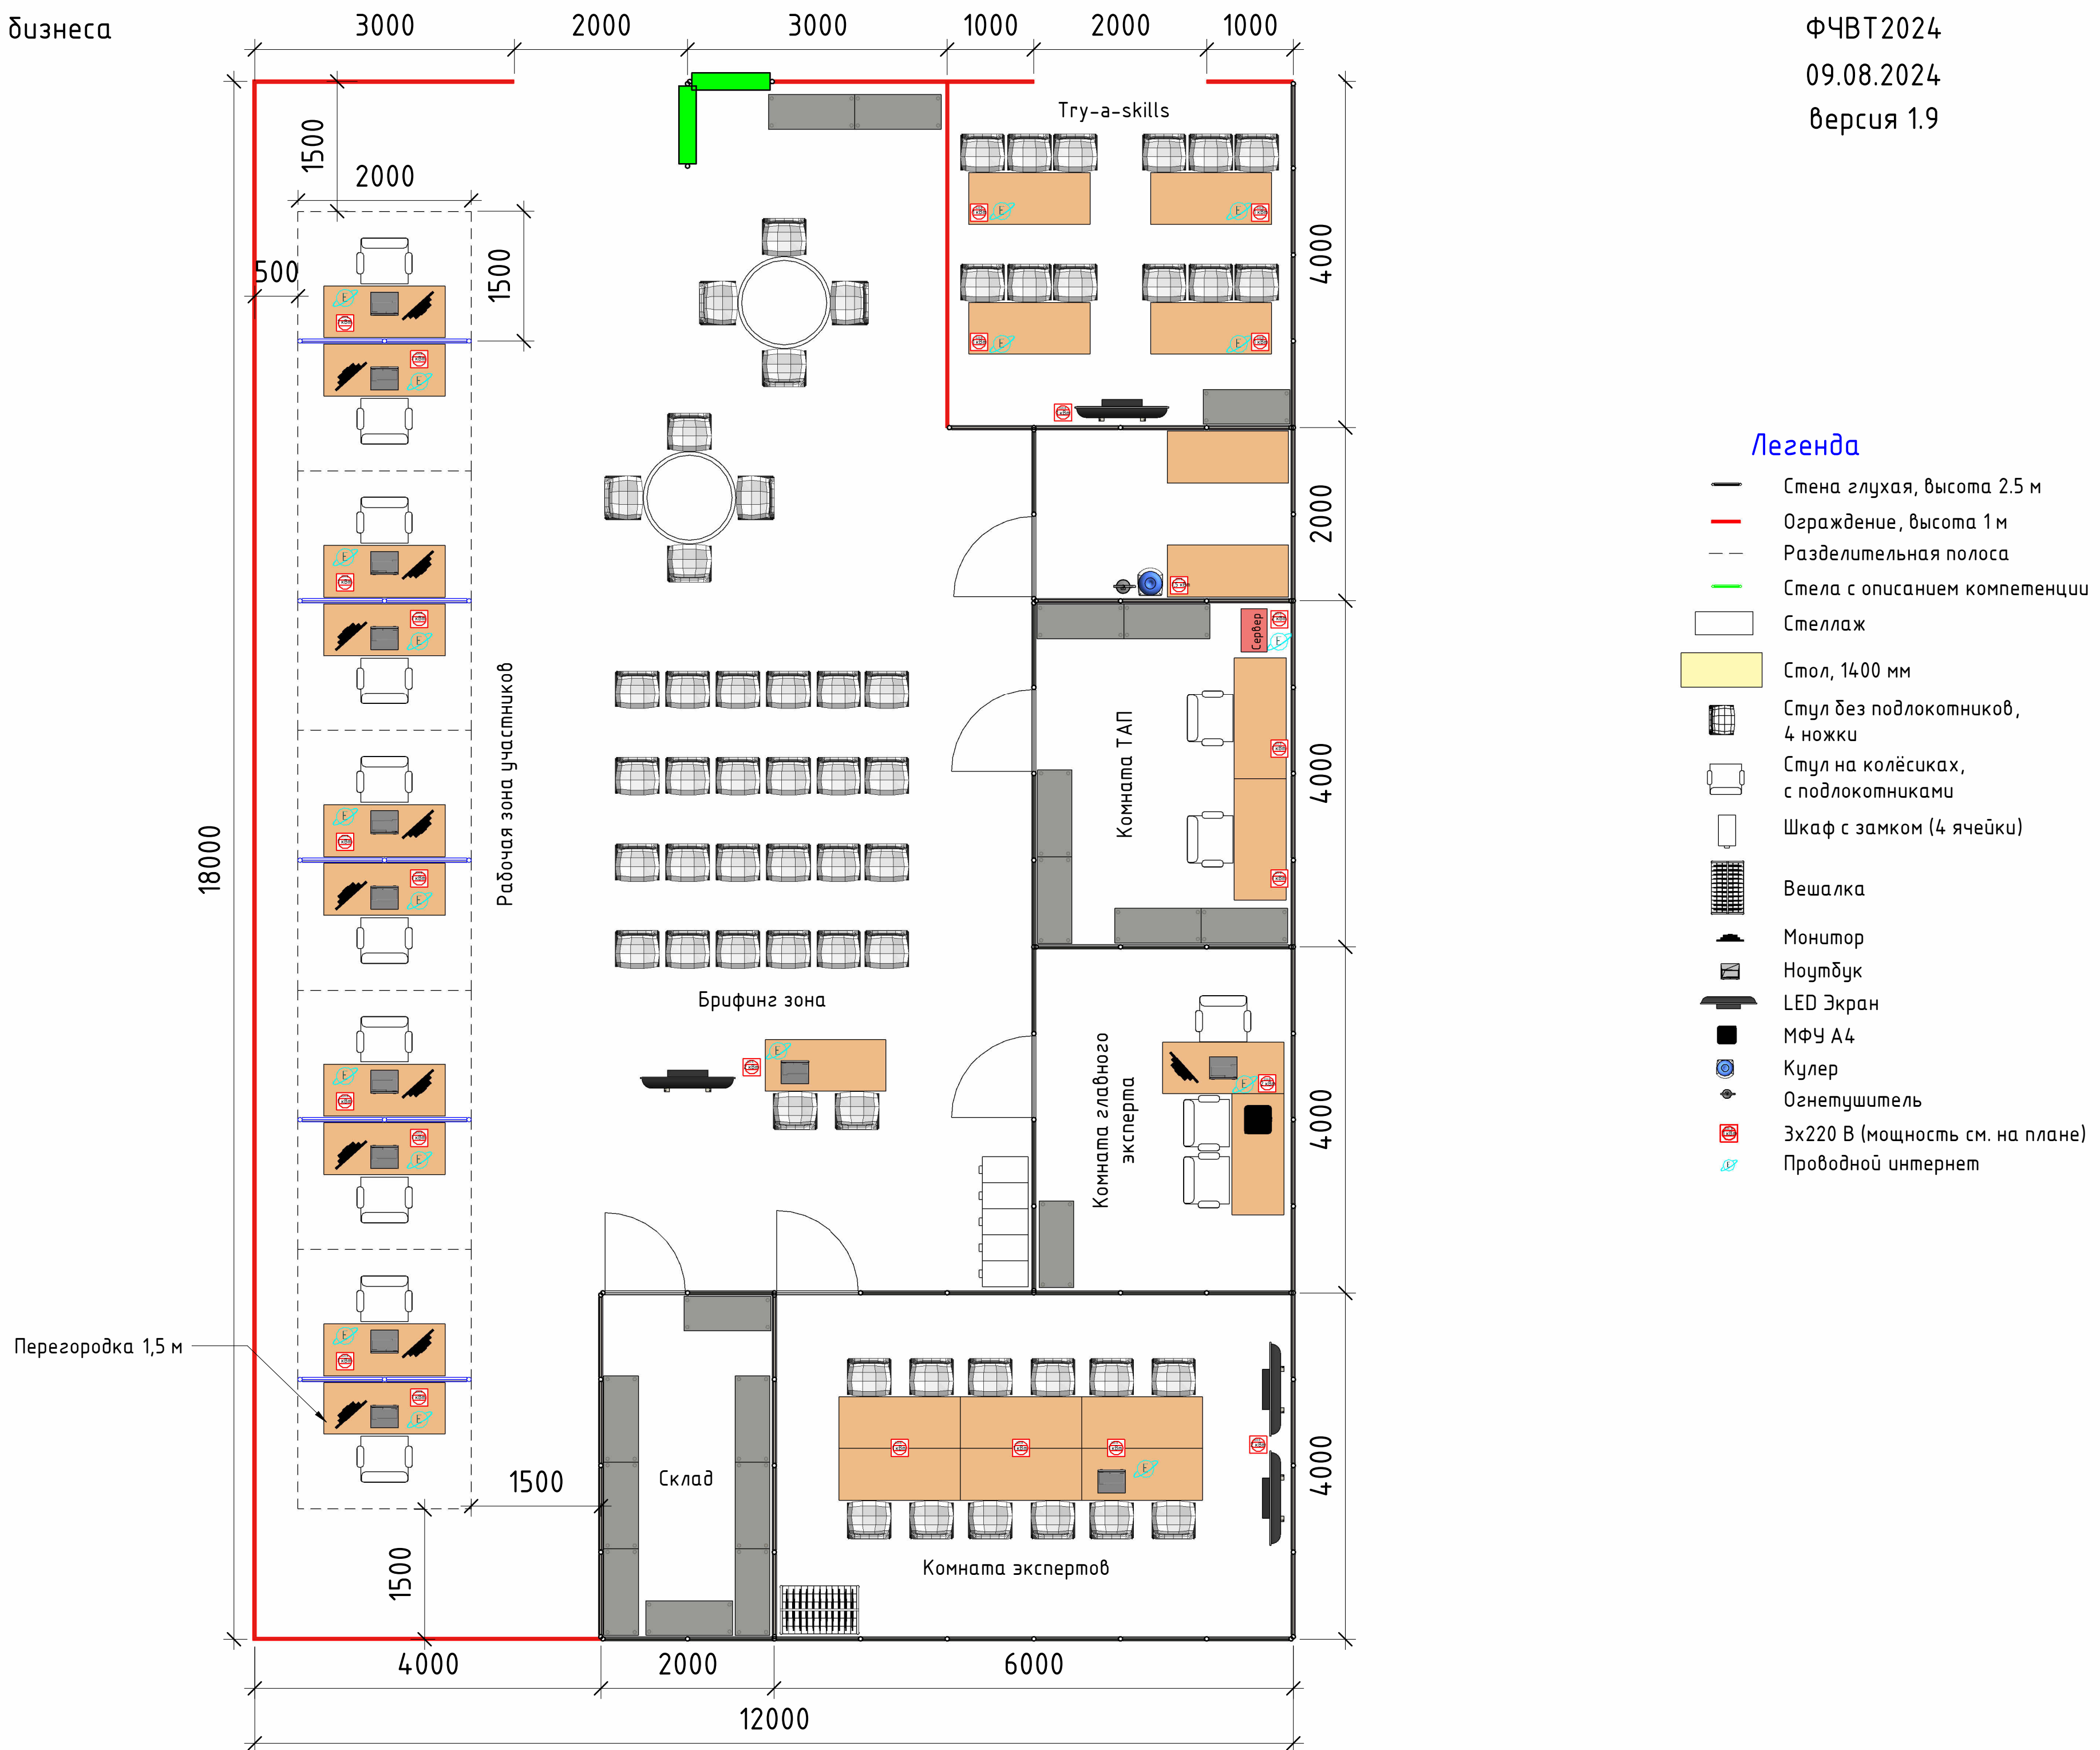 бизнеса
3000
2000
3000
1000
2000
1000
ФЧВТ2024
09.08.2024
версия 1.9
Try-a-skills
1500
2000
500
1500
4000
2000
4000
4000
4000
18000
Легенда
Стена глухая, высота 2.5 м
Ограждение, высота 1 м
Разделительная полоса
Стела с описанием компетенции
Стеллаж
Стол, 1400 мм
Стул без подлокотников,
4 ножки
Стул на колёсиках,
с подлокотниками
Шкаф с замком (4 ячейки)
Вешалка
Монитор
Ноутбук
LED Экран
МФУ А4
Кулер
Огнетушитель
3х220 В (мощность см. на плане)
Проводной интернет
Рабочая зона участников
Сервер
Комната ТАП
Брифинг зона
Комната главного
эксперта
Перегородка 1,5 м
Склад
Комната экспертов
1500
1500
4000
2000
6000
12000